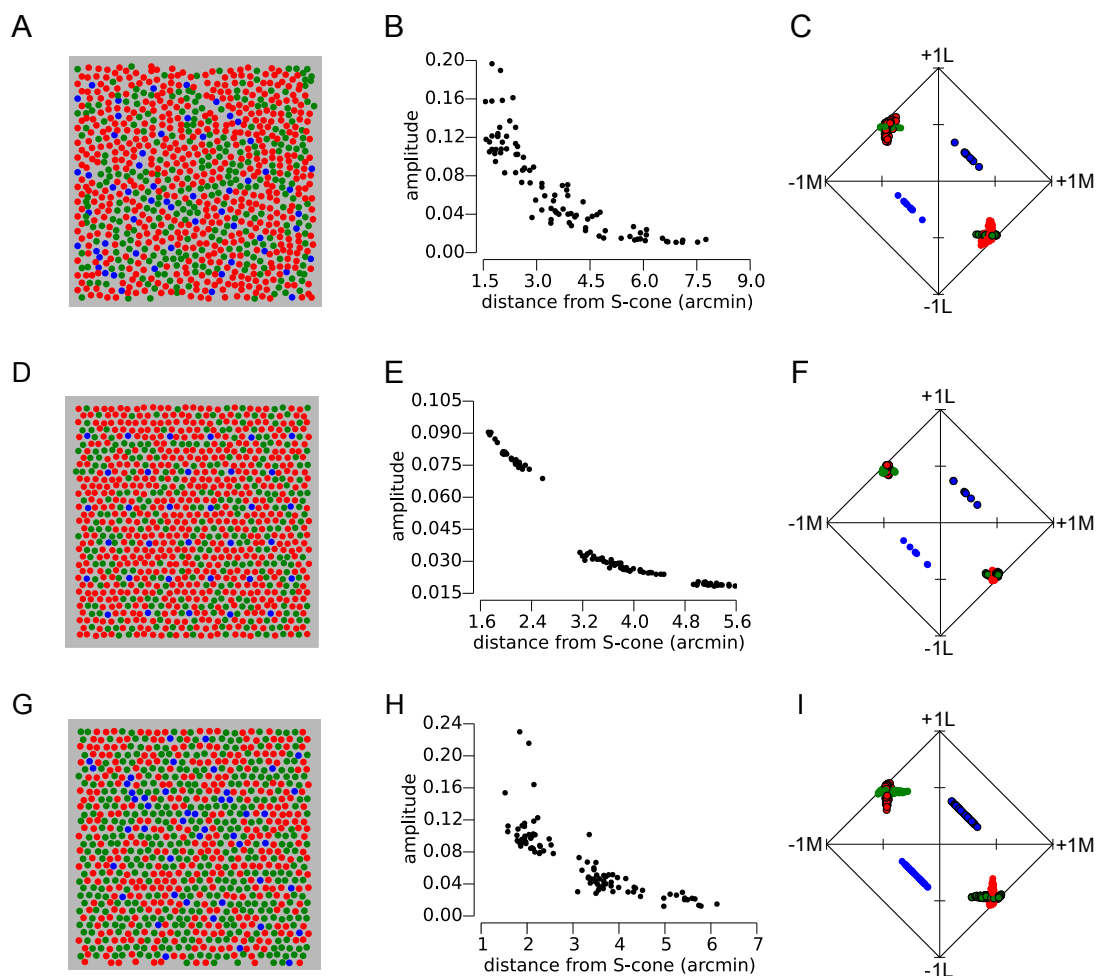 A
B
C
0.20
0.16
0.12
0.08
0.04
0.00
amplitude
1.5 3.0 4.5 6.0 7.5 9.0
distance from S-cone (arcmin)
+1L
-1M
+1M
-1L
D
E
F
0.105
0.090
0.075
0.060
0.045
0.030
0.015
amplitude
1.6 2.4 3.2 4.0 4.8 5.6
distance from S-cone (arcmin)
+1L
-1M
+1M
-1L
G
H
I
0.24
0.20
0.16
0.12
0.08
0.04
0.00
amplitude
1 2 3 4 5 6 7
distance from S-cone (arcmin)
+1L
-1M
+1M
-1L